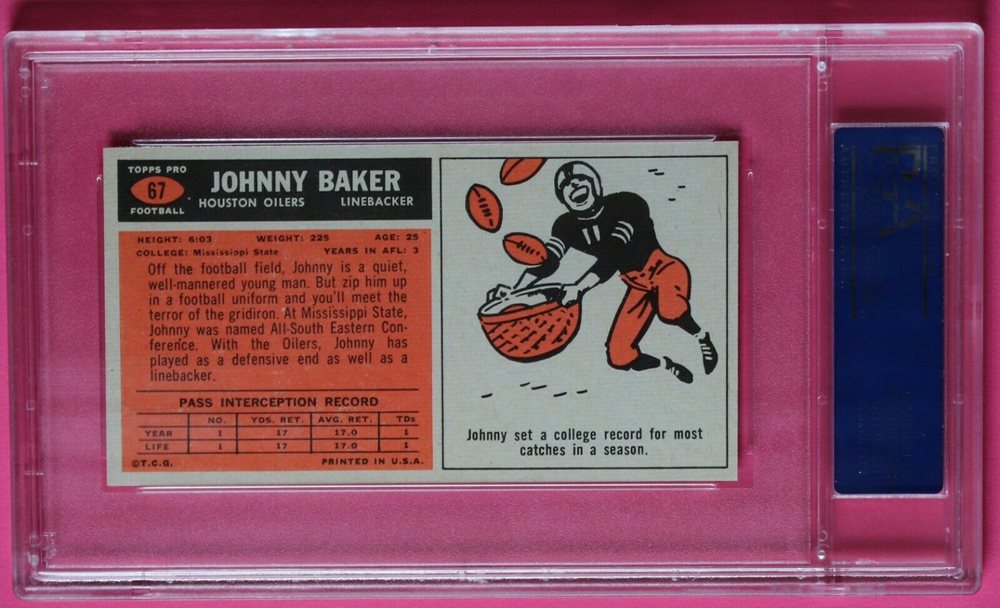 TOPPS PRO
67
FOOTBALL
JOHNNY BAKER
HOUSTON OILERS LINEBACKER
HEIGHT: 6:03 WEIGHT: 225 AGE: 25
COLLEGE: Mississippi State YEARS IN AFL: 3
Off the football field, Johnny is a quiet,
well-mannered young man. But zip him up
in a football uniform and you'll meet the
terror of the gridiron. At Mississippi State,
Johnny was named All-South Eastern Con-
ference. With the Oilers, Johnny has
played as a defensive end as well as a
linebacker.
PASS INTERCEPTION RECORD
NO. YDS. RET. AVG. RET. TDs
YEAR 1 17 17.0 1
LIFE 1 17 17.0 1
©T.C.G. PRINTED IN U.S.A.
11
Johnny set a college record for most
catches in a season.
PSA